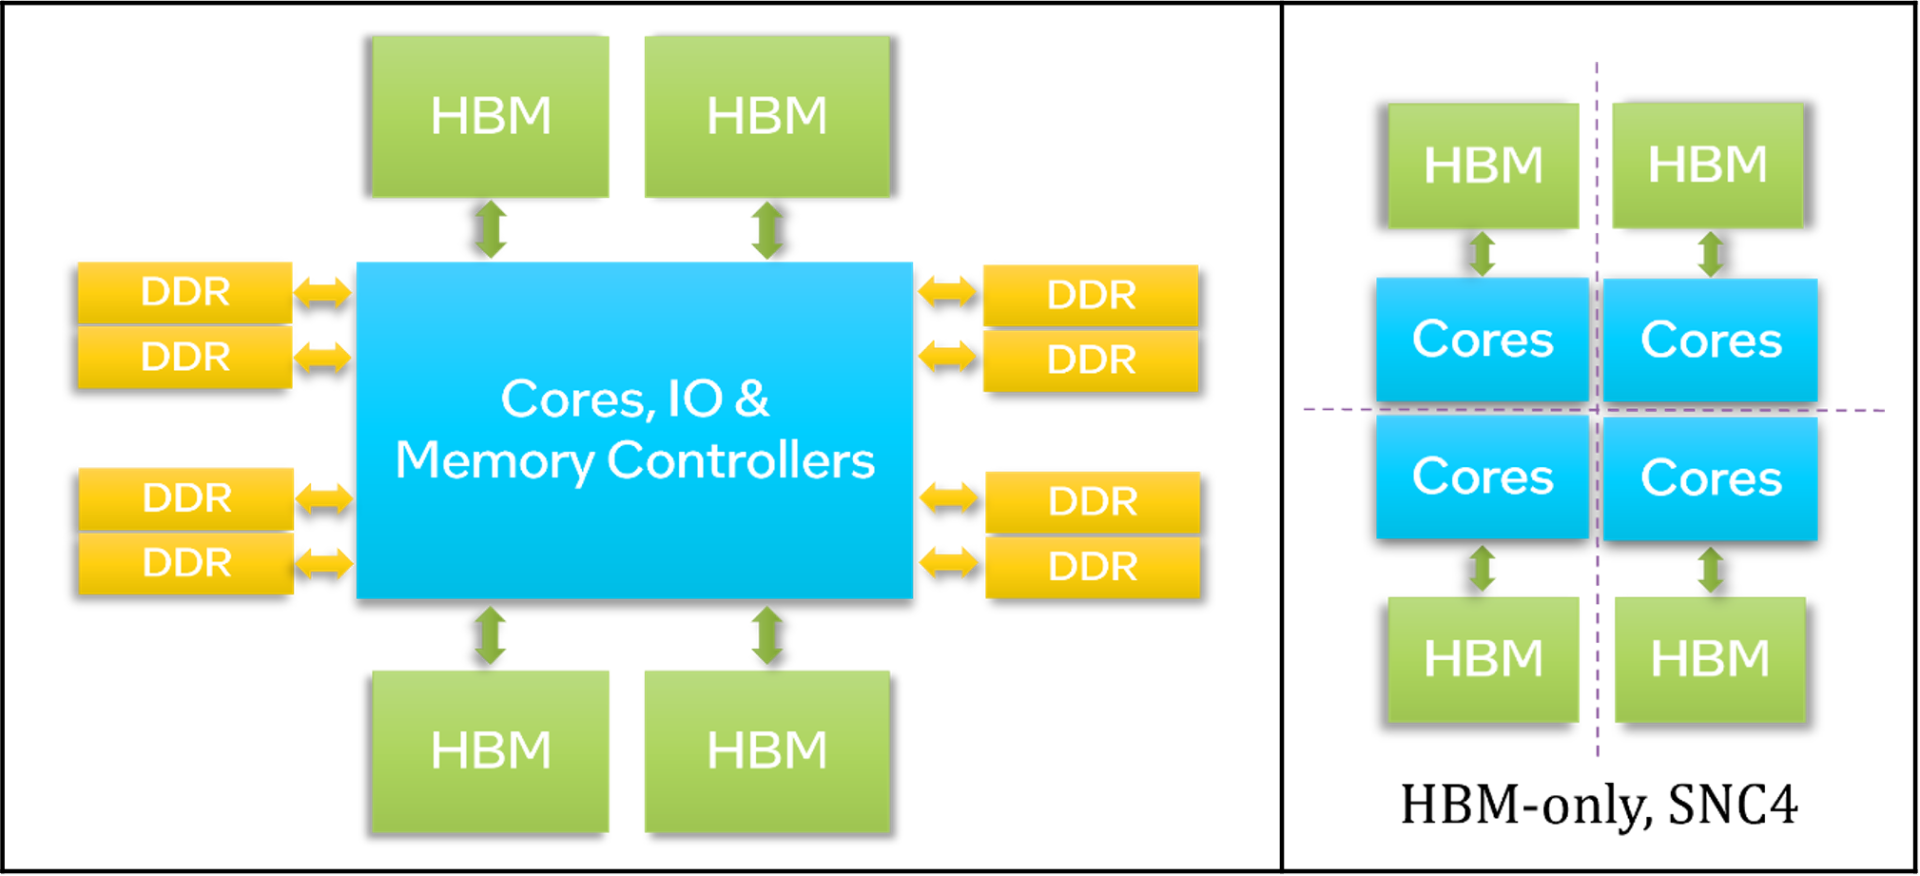 HBM
HBM
DDR
DDR
DDR
DDR
Cores, IO &
Memory Controllers
DDR
DDR
DDR
DDR
HBM
HBM
HBM
HBM
Cores
Cores
Cores
Cores
HBM
HBM
HBM-only, SNC4